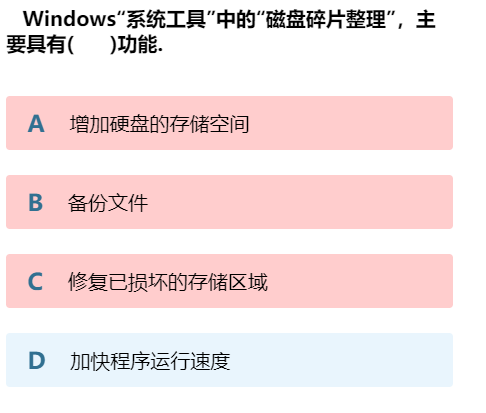 Windows“系统工具”中的“磁盘碎片整理”，主
要具有(      )功能.
A 增加硬盘的存储空间
B 备份文件
C 修复已损坏的存储区域
D 加快程序运行速度